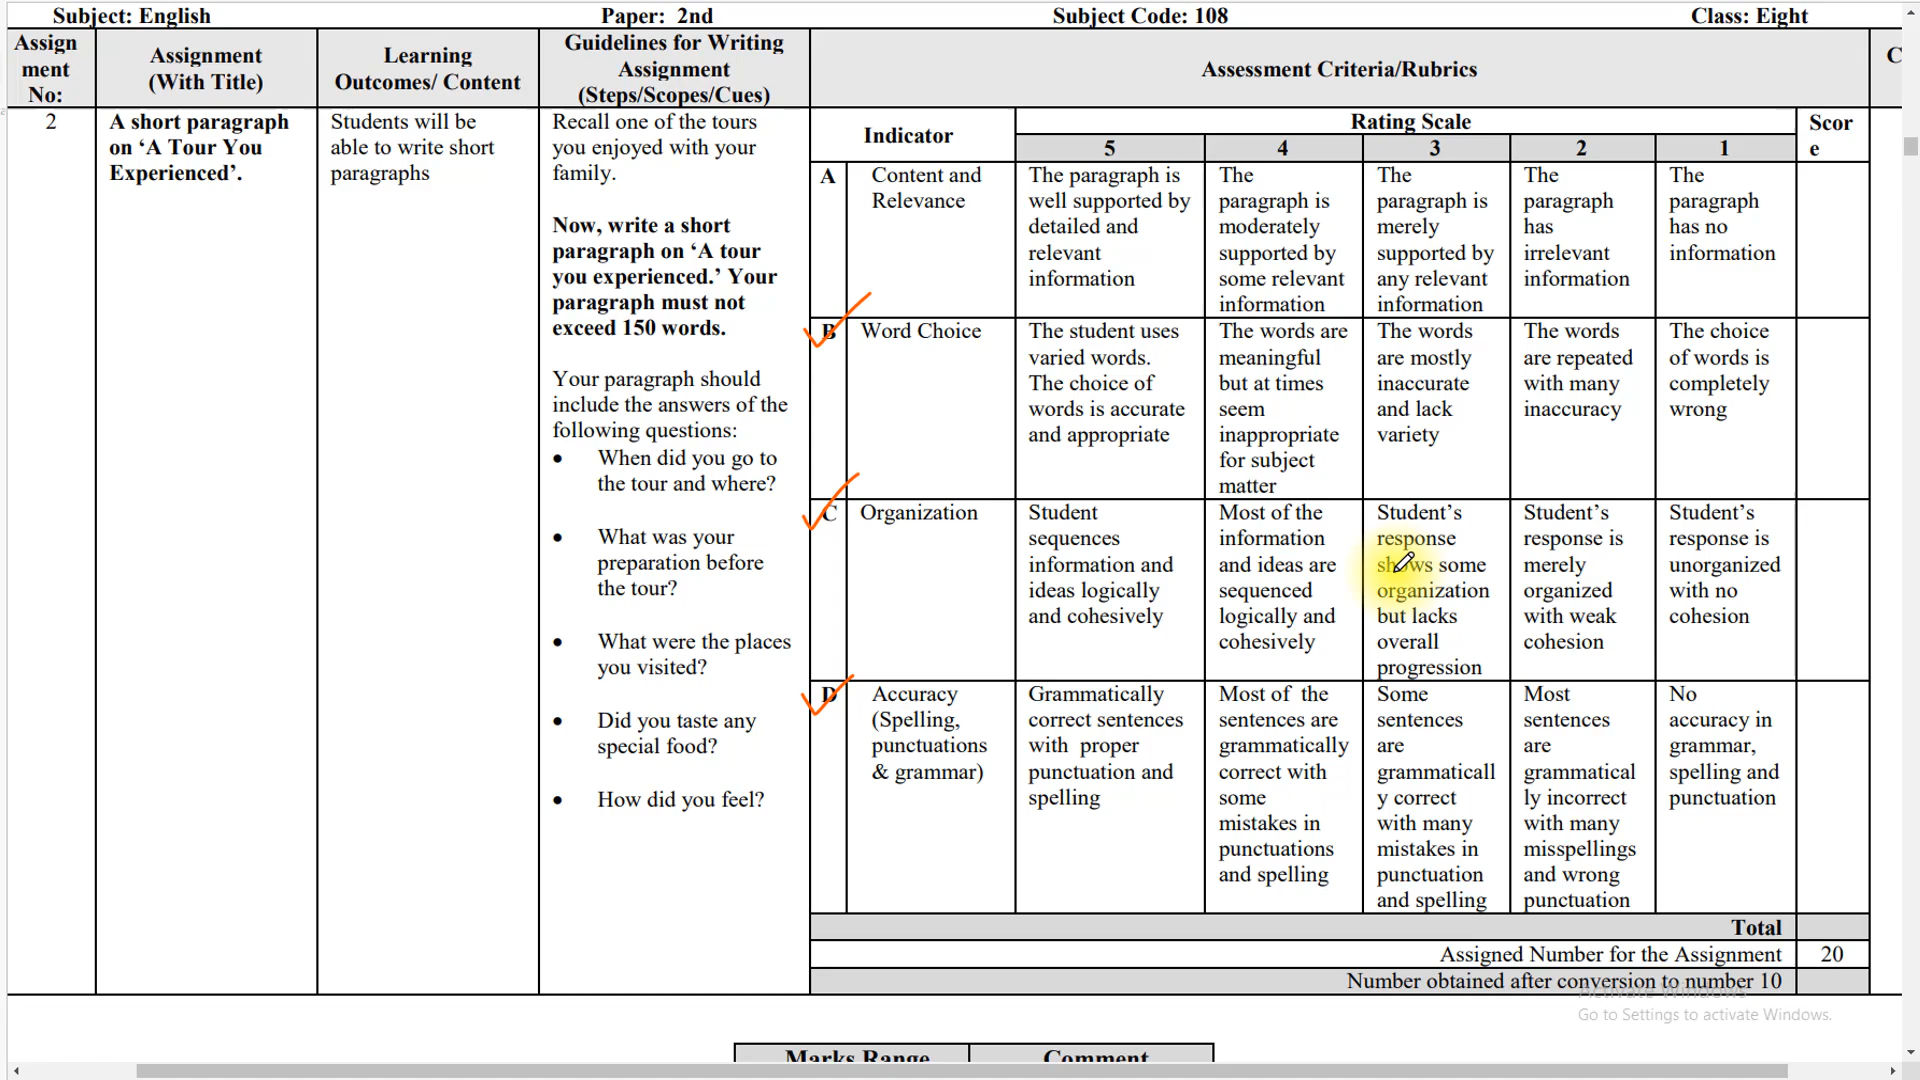 Subject: English
Paper: 2nd
Subject Code: 108
Class: Eight
Assign
ment
No:
Assignment
(With Title)
Learning
Outcomes/ Content
Guidelines for Writing
Assignment
(Steps/Scopes/Cues)
Assessment Criteria/Rubrics
C
2
A short paragraph
on ‘A Tour You
Experienced’.
Students will be
able to write short
paragraphs
Recall one of the tours
you enjoyed with your
family.
Now, write a short
paragraph on ‘A tour
you experienced.’ Your
paragraph must not
exceed 150 words.
Your paragraph should
include the answers of the
following questions:
• When did you go to
the tour and where?
• What was your
preparation before
the tour?
• What were the places
you visited?
• Did you taste any
special food?
• How did you feel?
Indicator
Rating Scale
Scor
e
5
4
3
2
1
A
Content and
Relevance
The paragraph is
well supported by
detailed and
relevant
information
The
paragraph is
moderately
supported by
some relevant
information
The
paragraph is
merely
supported by
any relevant
information
The
paragraph
has
irrelevant
information
The
paragraph
has no
information
B
Word Choice
The student uses
varied words.
The choice of
words is accurate
and appropriate
The words are
meaningful
but at times
seem
inappropriate
for subject
matter
The words
are mostly
inaccurate
and lack
variety
The words
are repeated
with many
inaccuracy
The choice
of words is
completely
wrong
C
Organization
Student
sequences
information and
ideas logically
and cohesively
Most of the
information
and ideas are
sequenced
logically and
cohesively
Student’s
response
shows some
organization
but lacks
overall
progression
Student’s
response is
merely
organized
with weak
cohesion
Student’s
response is
unorganized
with no
cohesion
D
Accuracy
(Spelling,
punctuations
& grammar)
Grammatically
correct sentences
with proper
punctuation and
spelling
Most of the
sentences are
grammatically
correct with
some
mistakes in
punctuations
and spelling
Some
sentences
are
grammaticall
y correct
with many
mistakes in
punctuation
and spelling
Most
sentences
are
grammatical
ly incorrect
with many
misspellings
and wrong
punctuation
No
accuracy in
grammar,
spelling and
punctuation
Total
Assigned Number for the Assignment
20
Number obtained after conversion to number 10
Activate Windows
Go to Settings to activate Windows.
Marks Range
Comment